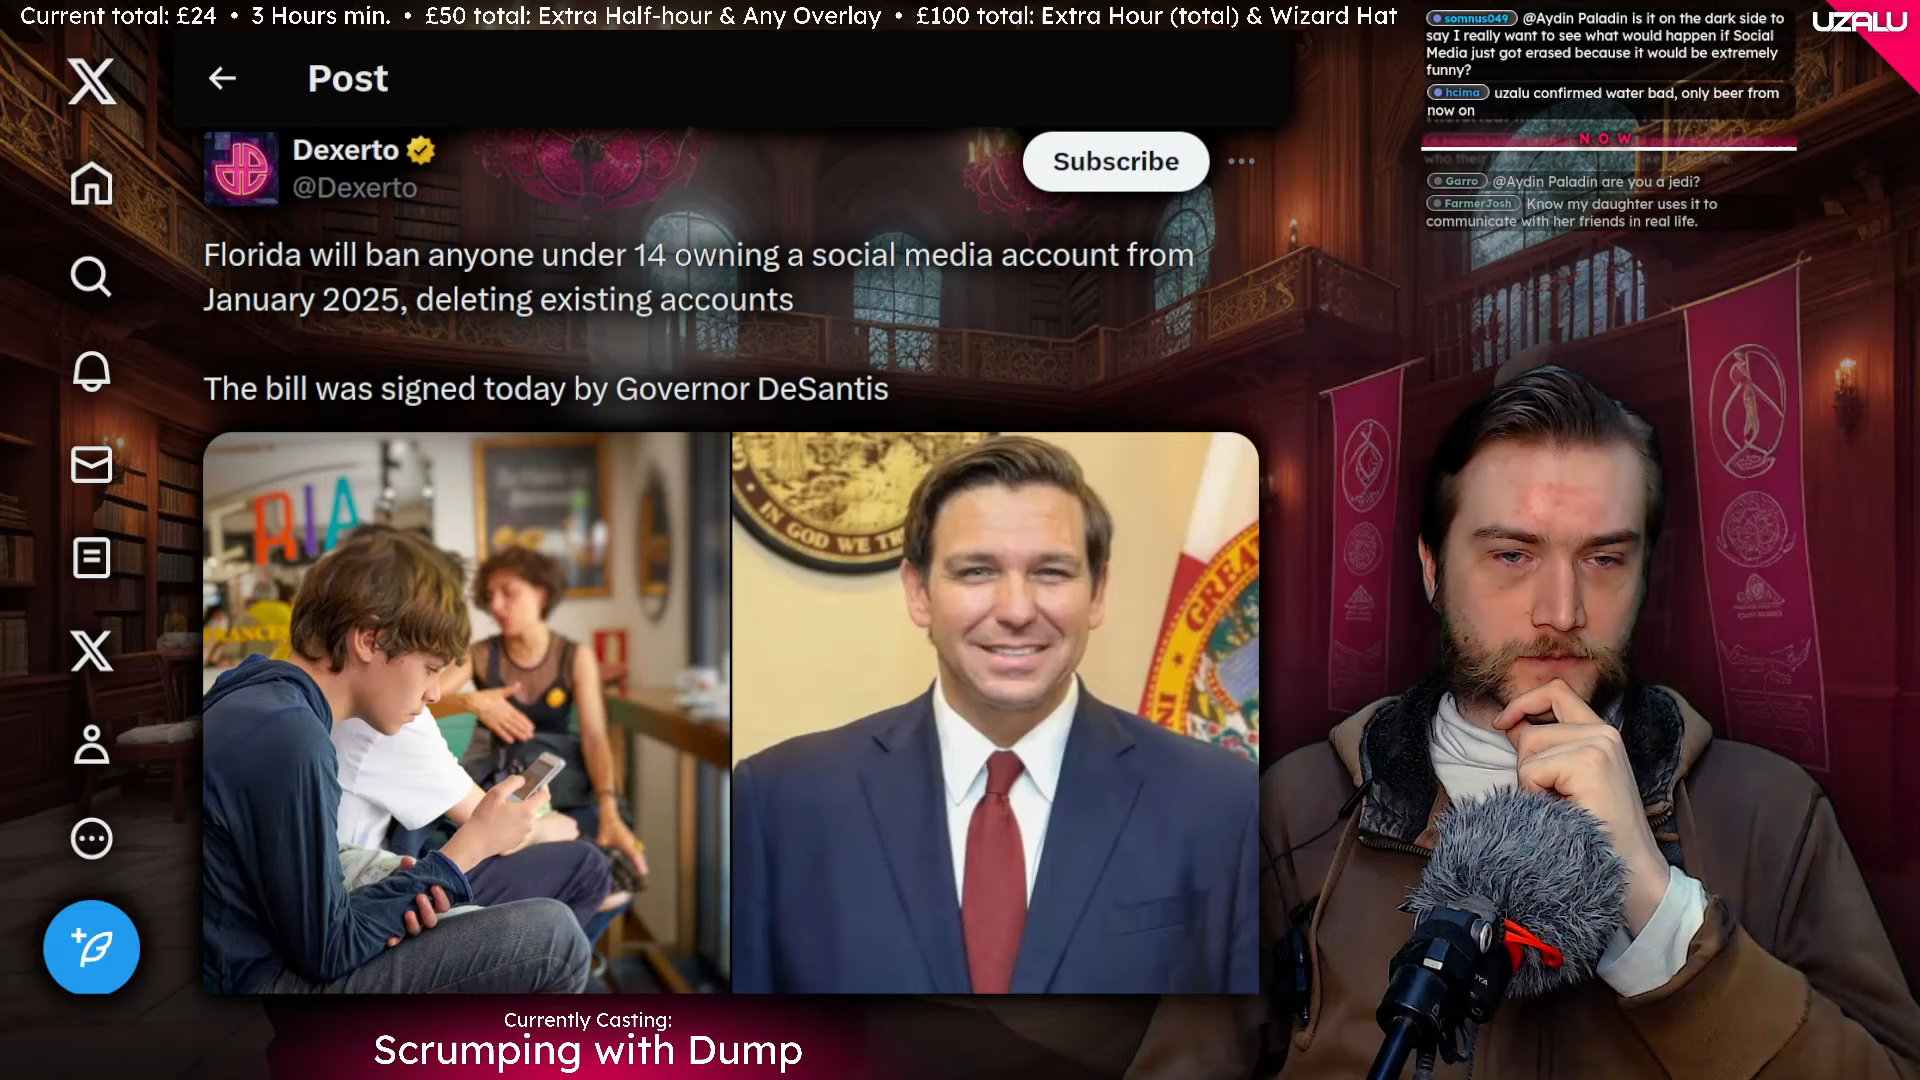 Current total: £24 • 3 Hours min. • £50 total: Extra Half-hour & Any Overlay • £100 total: Extra Hour (total) & Wizard Hat
somnus049 @Aydin Paladin is it on the dark side to
say I really want to see what would happen if Social
Media just got erased because it would be extremely
funny?
hcima uzalu confirmed water bad, only beer from
now on
NOW
Garro @Aydin Paladin are you a jedi?
FarmerJosh Know my daughter uses it to
communicate with her friends in real life.
UZALU
Post
Dexerto
@Dexerto
Subscribe
Florida will ban anyone under 14 owning a social media account from
January 2025, deleting existing accounts
The bill was signed today by Governor DeSantis
RIA
IN GOD WE TR
GREA
Currently Casting:
Scrumping with Dump